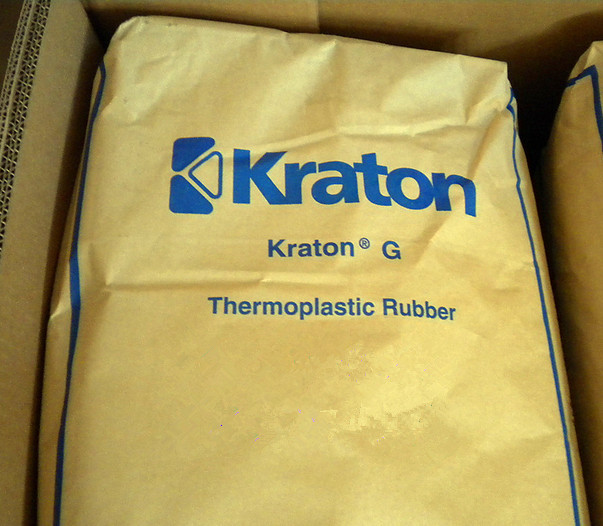 Kraton
Kraton® G
Thermoplastic Rubber